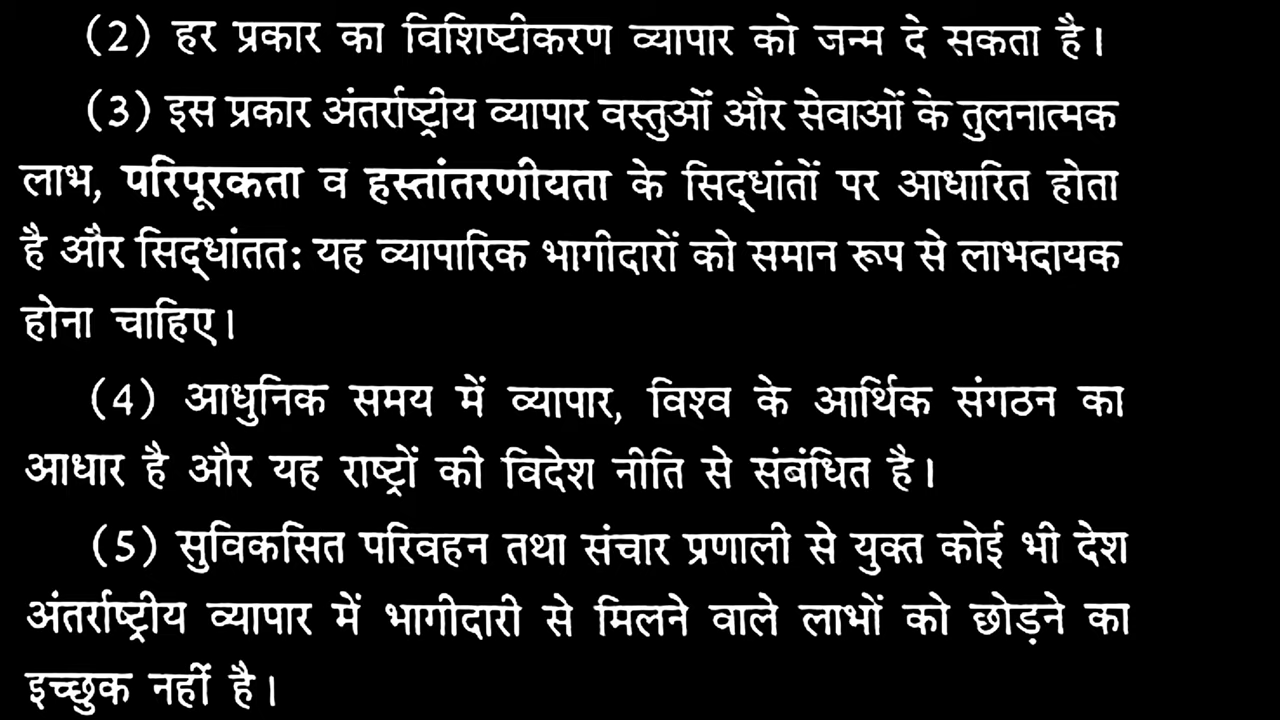 (2) हर प्रकार का विशिष्टीकरण व्यापार को जन्म दे सकता है।
(3) इस प्रकार अंतर्राष्ट्रीय व्यापार वस्तुओं और सेवाओं के तुलनात्मक
लाभ, परिपूरकता व हस्तांतरणीयता के सिद्धांतों पर आधारित होता
है और सिद्धांतत: यह व्यापारिक भागीदारों को समान रूप से लाभदायक
होना चाहिए।
(4) आधुनिक समय में व्यापार, विश्व के आर्थिक संगठन का
आधार है और यह राष्ट्रों की विदेश नीति से संबंधित है।
(5) सुविकसित परिवहन तथा संचार प्रणाली से युक्त कोई भी देश
अंतर्राष्ट्रीय व्यापार में भागीदारी से मिलने वाले लाभों को छोड़ने का
इच्छुक नहीं है।